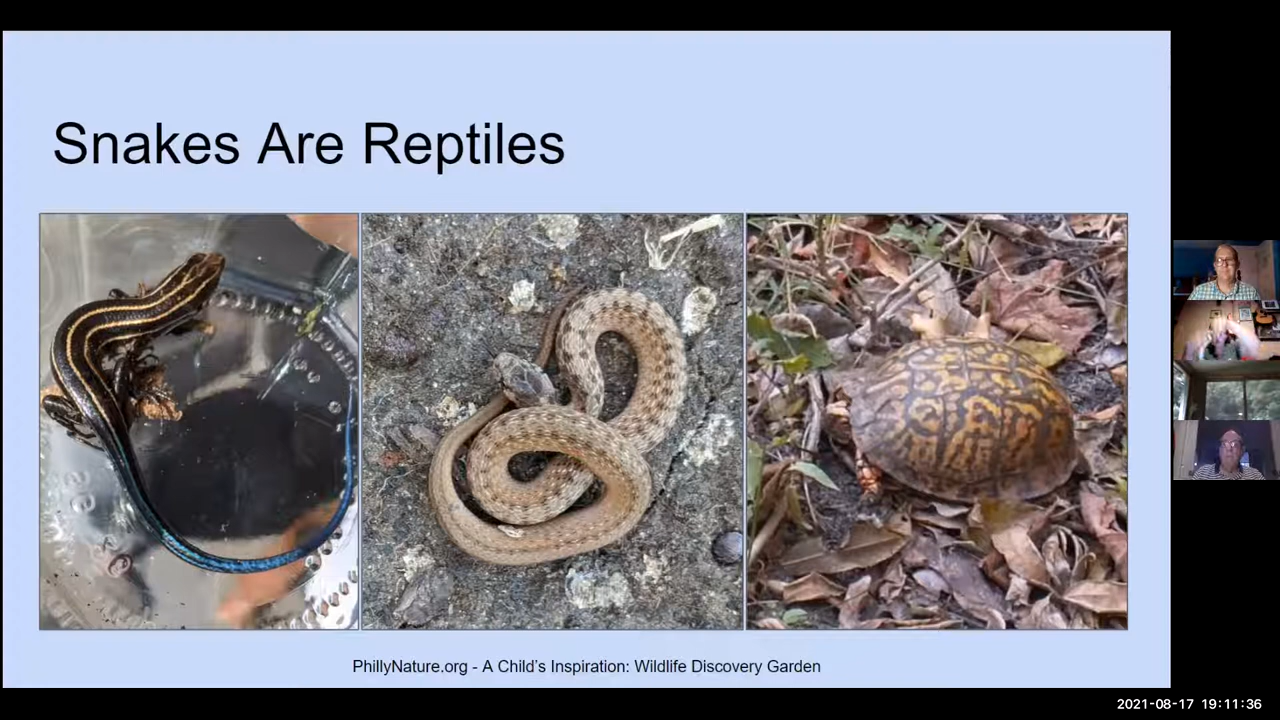 Snakes Are Reptiles
PhillyNature.org - A Child's Inspiration: Wildlife Discovery Garden
2021-08-17 19:11:36